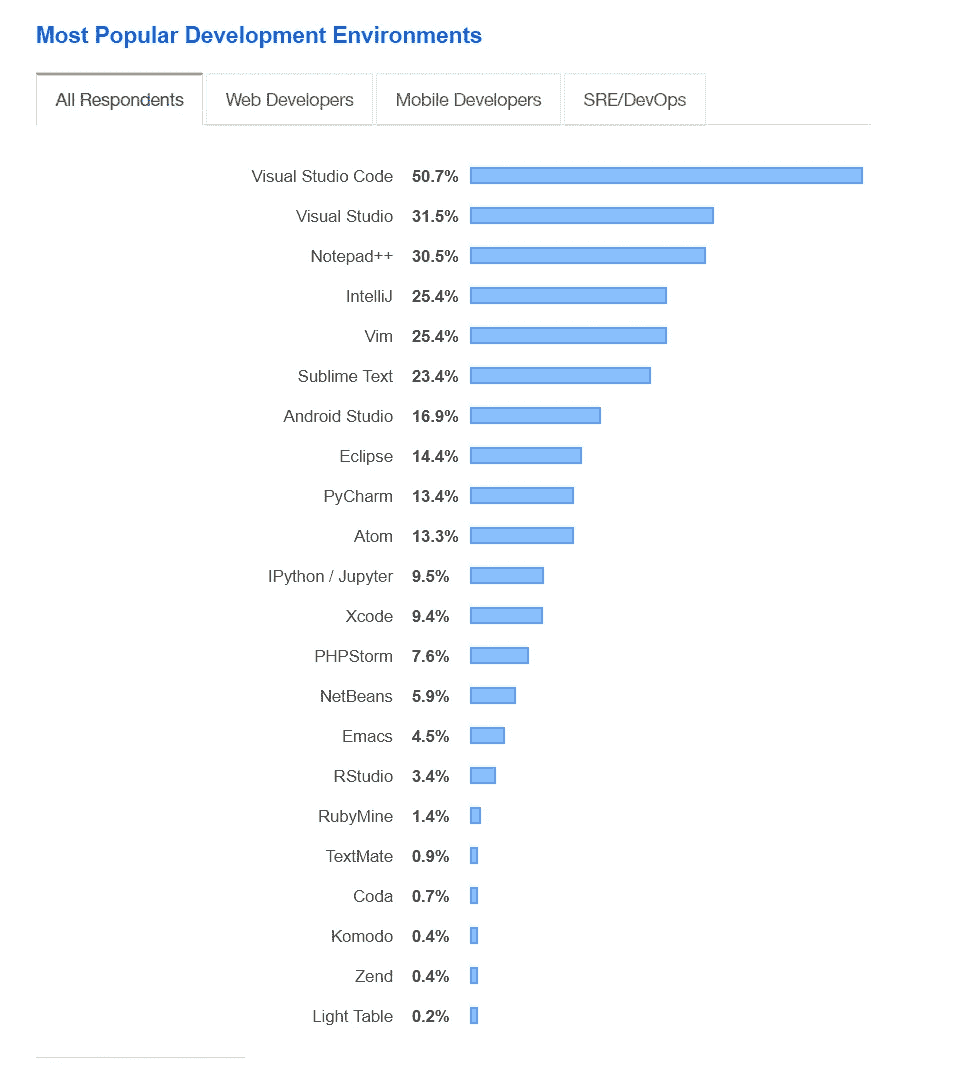 Most Popular Development Environments
All Respondents Web Developers Mobile Developers SRE/DevOps
Visual Studio Code 50.7%
Visual Studio 31.5%
Notepad++ 30.5%
IntelliJ 25.4%
Vim 25.4%
Sublime Text 23.4%
Android Studio 16.9%
Eclipse 14.4%
PyCharm 13.4%
Atom 13.3%
IPython / Jupyter 9.5%
Xcode 9.4%
PHPStorm 7.6%
NetBeans 5.9%
Emacs 4.5%
RStudio 3.4%
RubyMine 1.4%
TextMate 0.9%
Coda 0.7%
Komodo 0.4%
Zend 0.4%
Light Table 0.2%